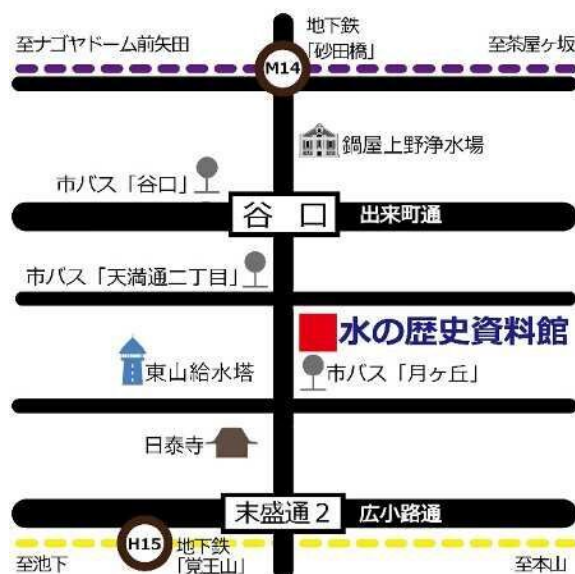 地下鉄
至ナゴヤドーム前矢田
「砂田橋」
至茶屋ヶ坂
M14
鍋屋上野浄水場
市バス「谷口」
谷口
出来町通
市バス「天満通二丁目」
水の歴史資料館
東山給水塔
市バス「月ヶ丘」
日泰寺
末盛通2
広小路通
H15
地下鉄
至池下
「覚王山」
至本山